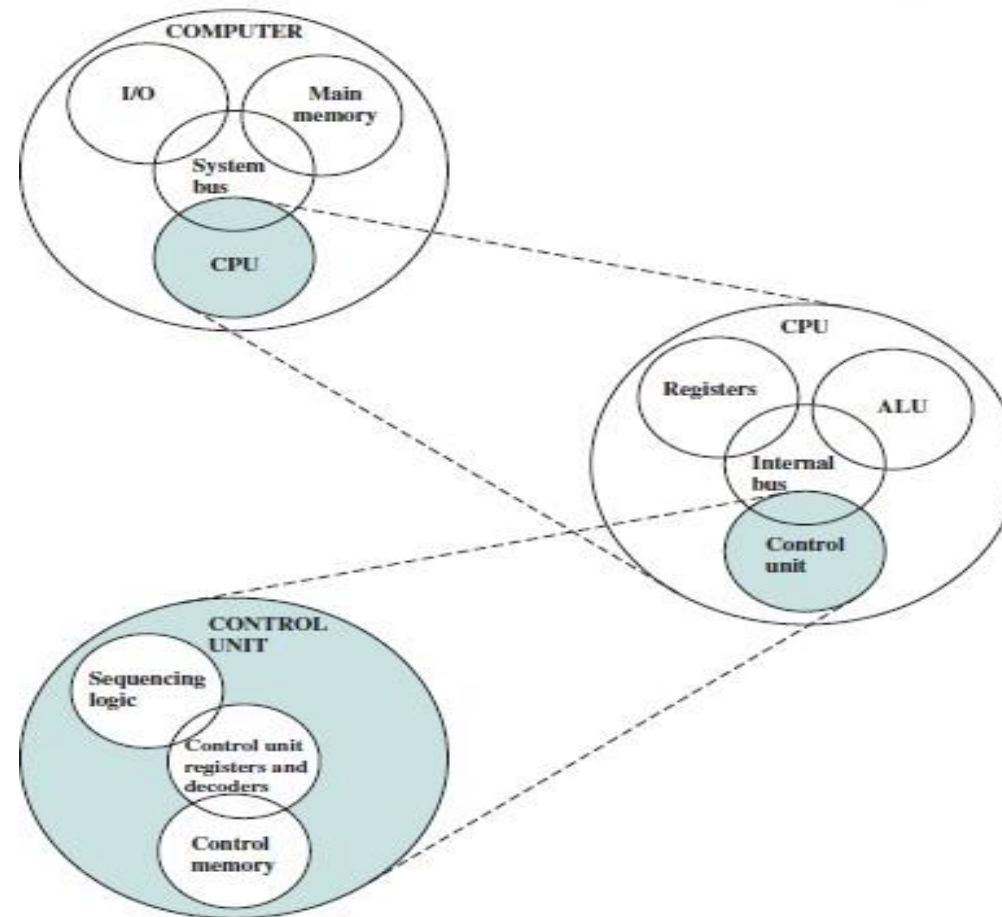 COMPUTER
I/O
Main
memory
System
bus
CPU
CPU
Registers
ALU
Internal
bus
Control
unit
CONTROL
UNIT
Sequencing
logic
Control unit
registers and
decoders
Control
memory